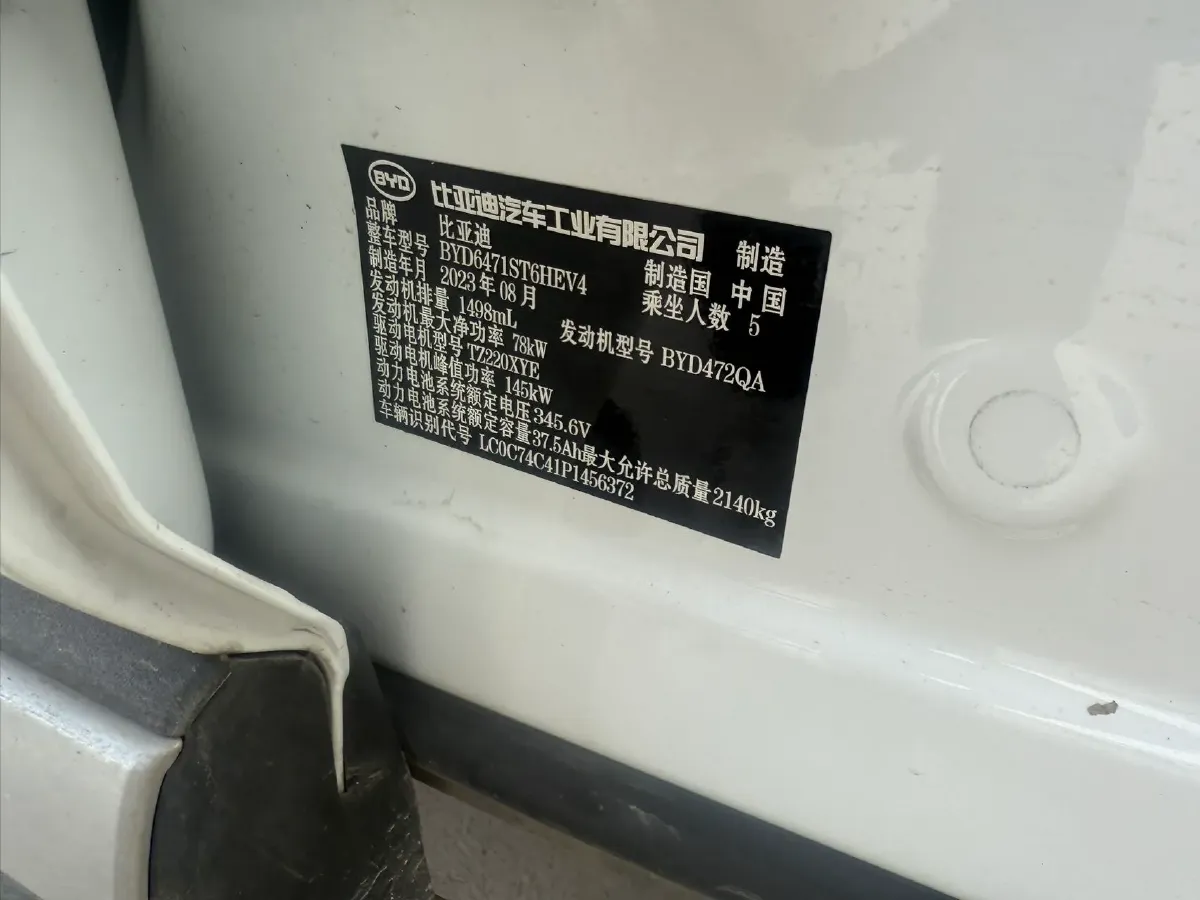 BYD 比亚迪汽车工业有限公司 制造
品牌 比亚迪 制造国 中国
整车型号 BYD6471ST6HEV4 乘坐人数 5
制造年月 2023年08月
发动机排量 1498mL 发动机型号 BYD472QA
发动机最大净功率 78kW
驱动电机型号 TZ220XYE
驱动电机峰值功率 145kW
动力电池系统额定电压 345.6V
动力电池系统额定容量 37.5Ah 最大允许总质量 2140kg
车辆识别代号 LC0C74C41P1456372